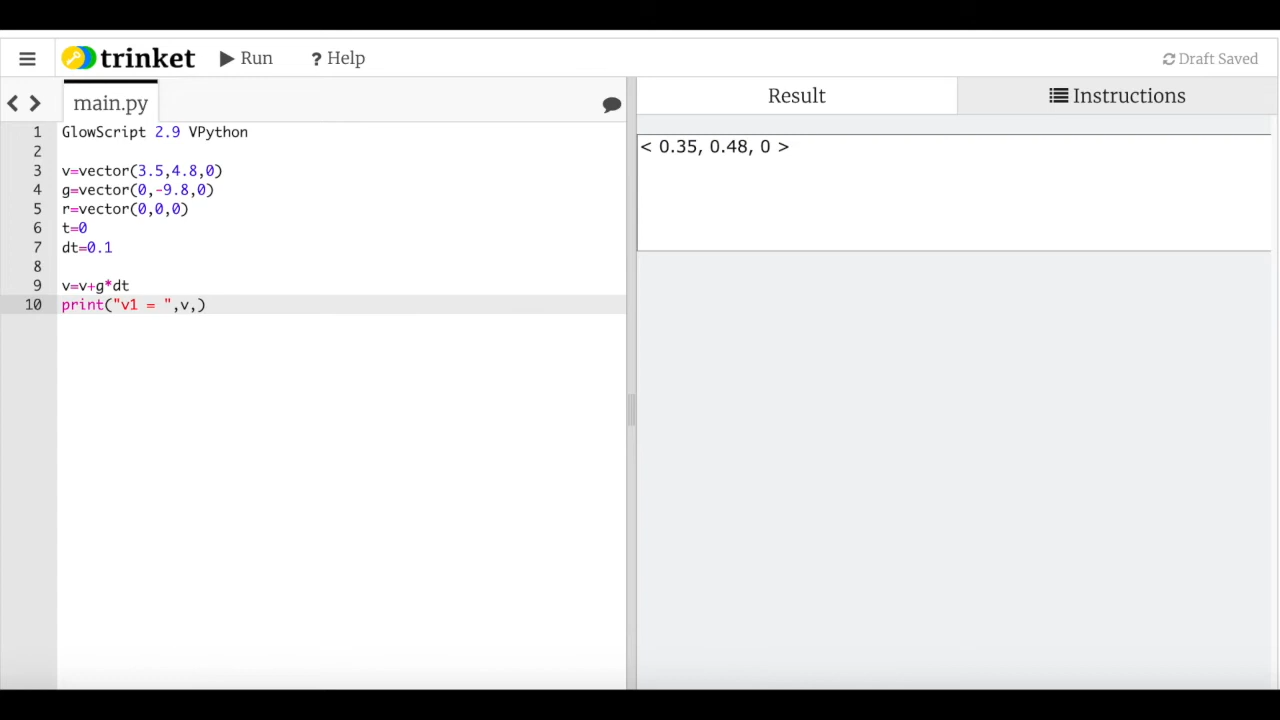 trinket Run ? Help Draft Saved
main.py
Result Instructions
1 GlowScript 2.9 VPython
2
3 v=vector(3.5,4.8,0)
4 g=vector(0,-9.8,0)
5 r=vector(0,0,0)
6 t=0
7 dt=0.1
8
9 v=v+g*dt
10 print("v1 = ",v,)
< 0.35, 0.48, 0 >